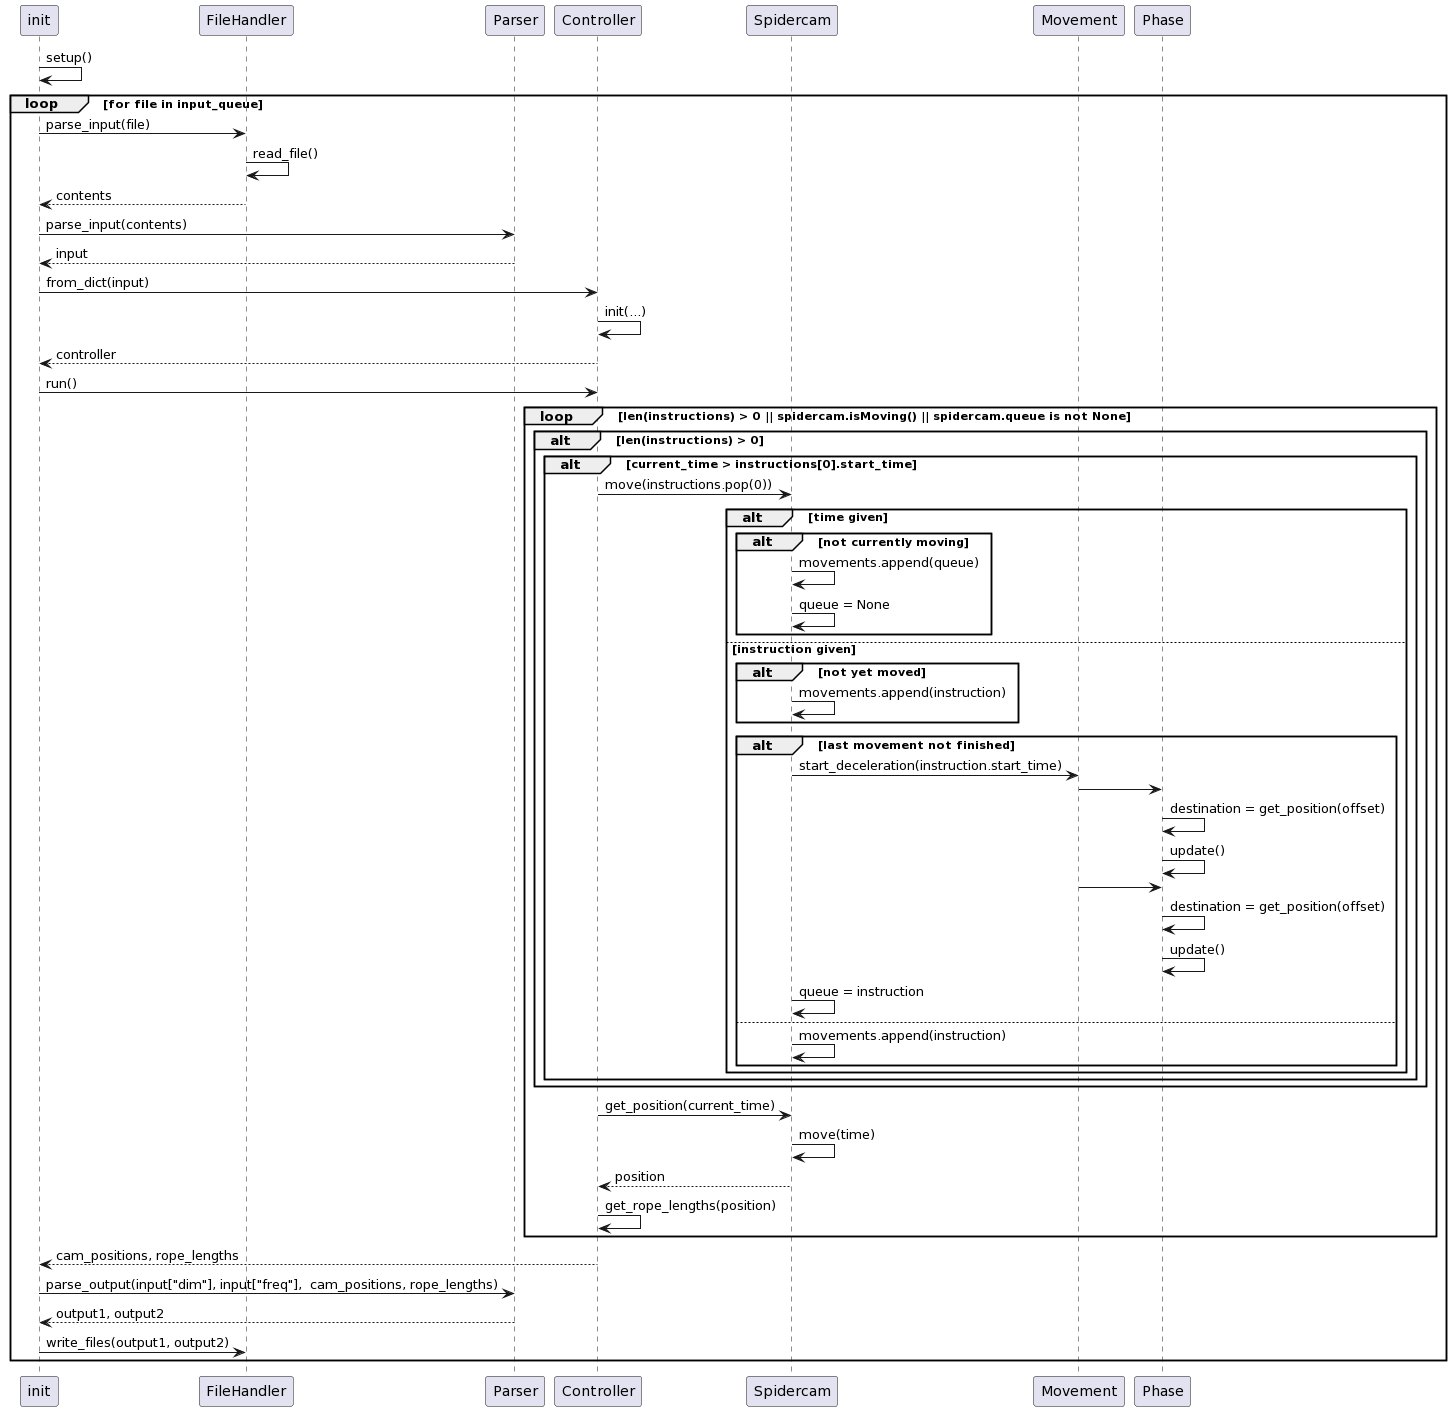 init FileHandler Parser Controller Spidercam Movement Phase
setup()
loop [for file in input_queue]
parse_input(file)
read_file()
contents
parse_input(contents)
input
from_dict(input)
init(...)
controller
run()
loop [len(instructions) > 0 || spidercam.isMoving() || spidercam.queue is not None]
alt [len(instructions) > 0]
alt [current_time > instructions[0].start_time]
move(instructions.pop(0))
alt [time given]
alt [not currently moving]
movements.append(queue)
queue = None
[instruction given]
alt [not yet moved]
movements.append(instruction)
alt [last movement not finished]
start_deceleration(instruction.start_time)
destination = get_position(offset)
update()
destination = get_position(offset)
update()
queue = instruction
movements.append(instruction)
get_position(current_time)
move(time)
position
get_rope_lengths(position)
cam_positions, rope_lengths
parse_output(input["dim"], input["freq"],  cam_positions, rope_lengths)
output1, output2
write_files(output1, output2)
init FileHandler Parser Controller Spidercam Movement Phase